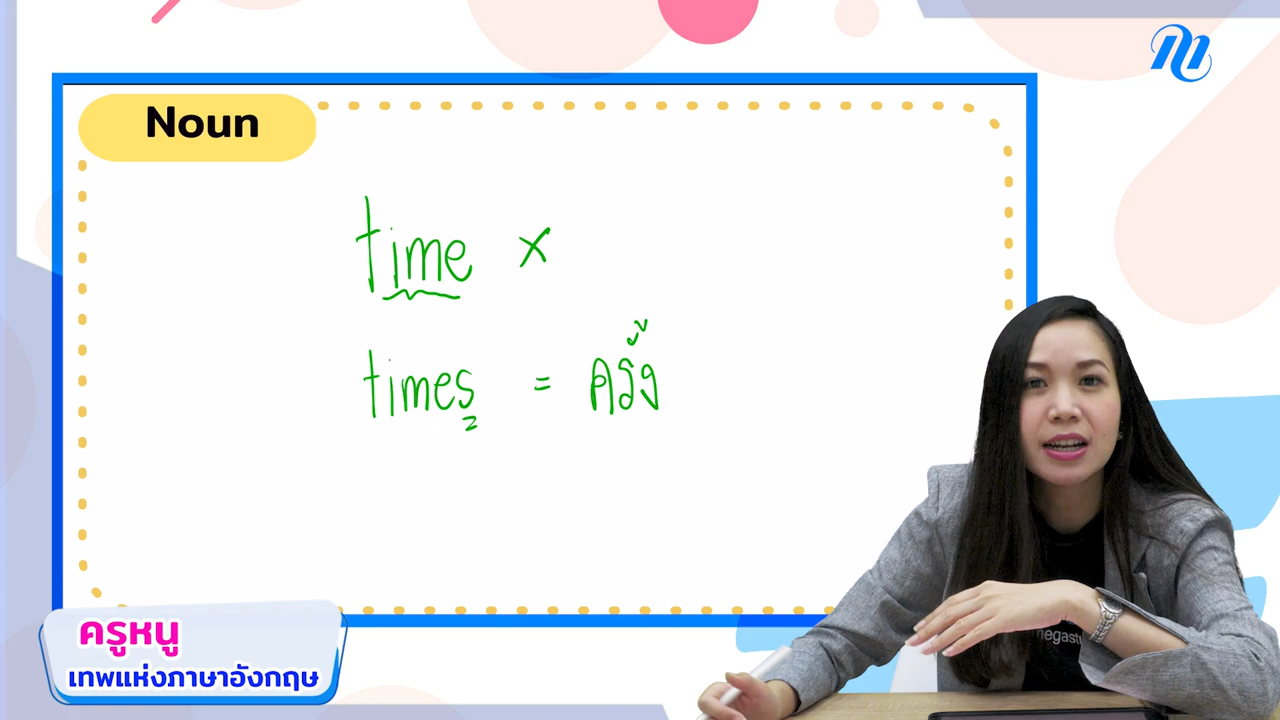 Noun
time ×
times = ครั้ง
ครูหนู
เทพแห่งภาษาอังกฤษ